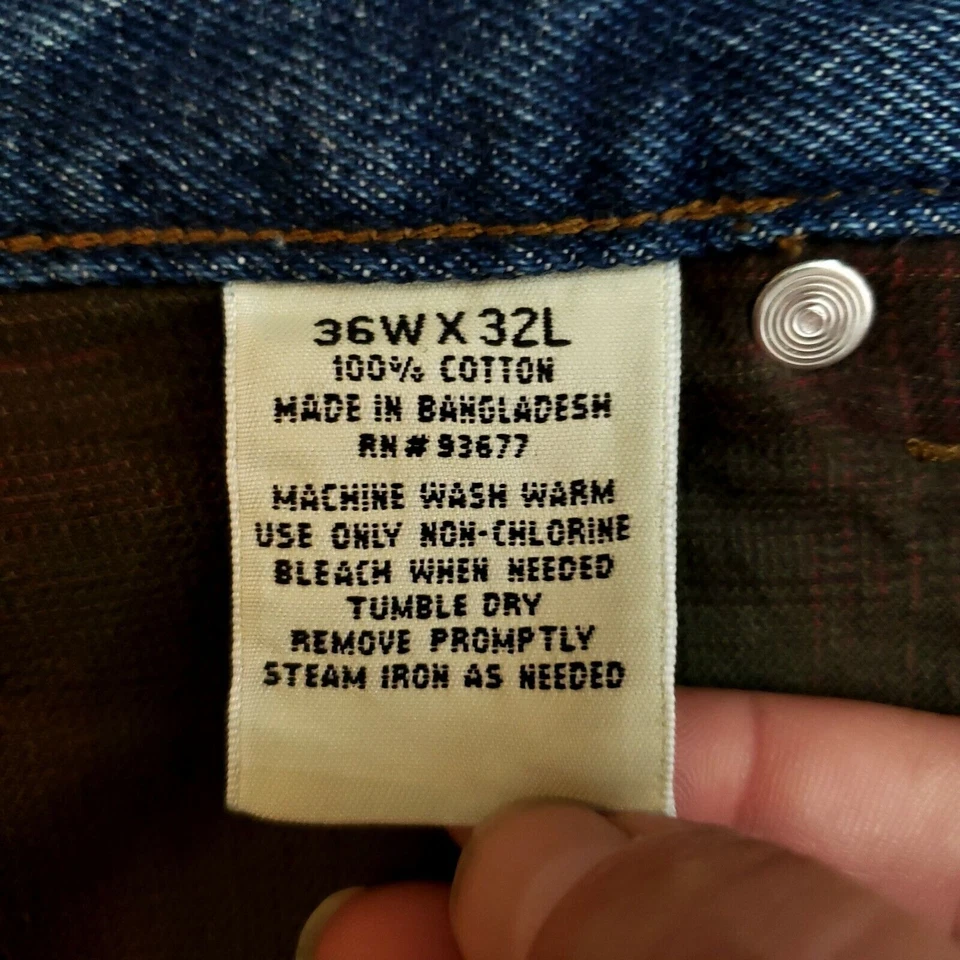 36W X 32L
100% COTTON
MADE IN BANGLADESH
RN # 93677
MACHINE WASH WARM
USE ONLY NON-CHLORINE
BLEACH WHEN NEEDED
TUMBLE DRY
REMOVE PROMPTLY
STEAM IRON AS NEEDED